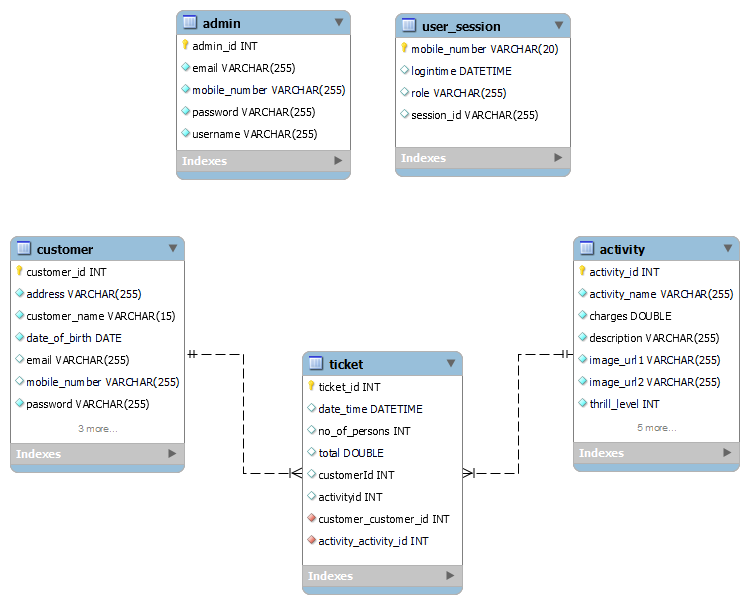 admin
admin_id INT
email VARCHAR(255)
mobile_number VARCHAR(255)
password VARCHAR(255)
username VARCHAR(255)
Indexes
user_session
mobile_number VARCHAR(20)
logintime DATETIME
role VARCHAR(255)
session_id VARCHAR(255)
Indexes
customer
customer_id INT
address VARCHAR(255)
customer_name VARCHAR(15)
date_of_birth DATE
email VARCHAR(255)
mobile_number VARCHAR(255)
password VARCHAR(255)
3 more...
Indexes
ticket
ticket_id INT
date_time DATETIME
no_of_persons INT
total DOUBLE
customerId INT
activityid INT
customer_customer_id INT
activity_activity_id INT
Indexes
activity
activity_id INT
activity_name VARCHAR(255)
charges DOUBLE
description VARCHAR(255)
image_url1 VARCHAR(255)
image_url2 VARCHAR(255)
thrill_level INT
5 more...
Indexes